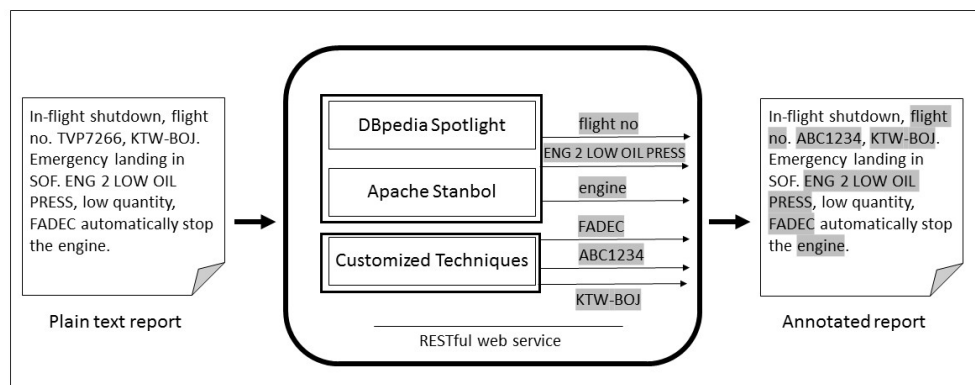 In-flight shutdown, flight
no. TVP7266, KTW-BOJ.
Emergency landing in
SOF. ENG 2 LOW OIL
PRESS, low quantity,
FADEC automatically stop
the engine.
Plain text report
DBpedia Spotlight
Apache Stanbol
Customized Techniques
flight no
ENG 2 LOW OIL PRESS
engine
FADEC
ABC1234
KTW-BOJ
RESTful web service
In-flight shutdown, flight
no. ABC1234, KTW-BOJ.
Emergency landing in
SOF. ENG 2 LOW OIL
PRESS, low quantity,
FADEC automatically stop
the engine.
Annotated report